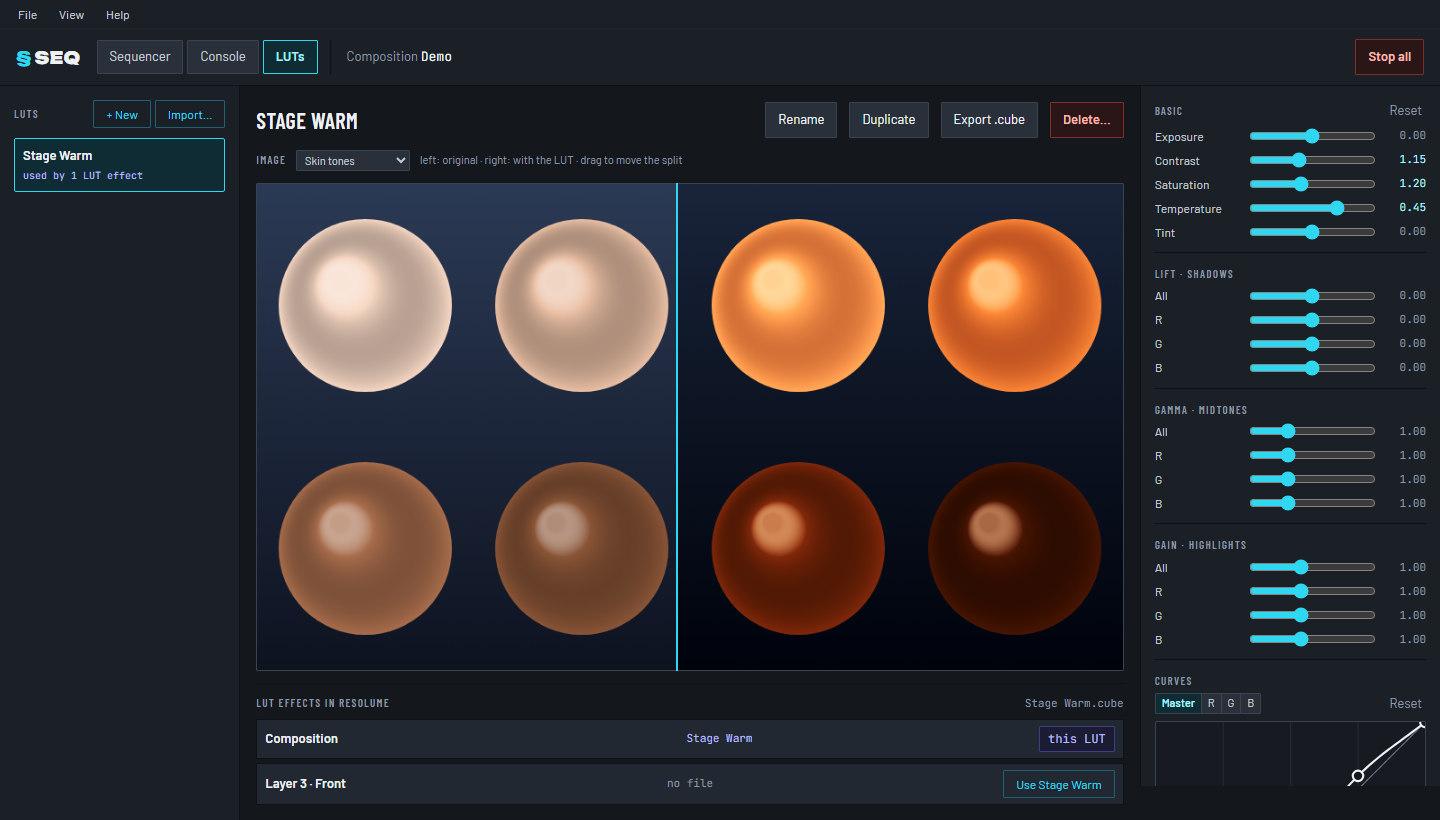 File View Help
§ SEQ Sequencer Console LUTs Composition Demo Stop all
LUTS + New Import...
Stage Warm
used by 1 LUT effect
STAGE WARM Rename Duplicate Export .cube Delete...
IMAGE Skin tones left: original · right: with the LUT · drag to move the split
LUT EFFECTS IN RESOLUME Stage Warm.cube
Composition Stage Warm this LUT
Layer 3 · Front no file Use Stage Warm
BASIC Reset
Exposure 0.00
Contrast 1.15
Saturation 1.20
Temperature 0.45
Tint 0.00
LIFT · SHADOWS
All 0.00
R 0.00
G 0.00
B 0.00
GAMMA · MIDTONES
All 1.00
R 1.00
G 1.00
B 1.00
GAIN · HIGHLIGHTS
All 1.00
R 1.00
G 1.00
B 1.00
CURVES
Master R G B Reset